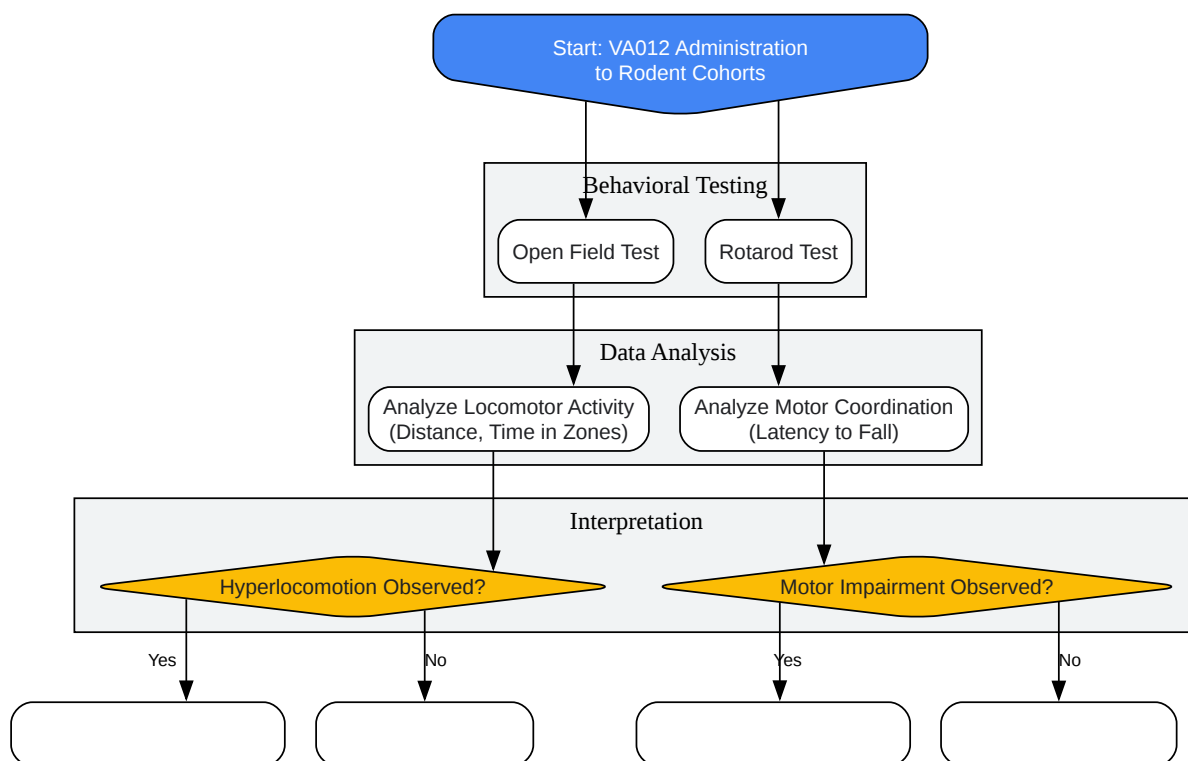 Start: VA012 Administration
to Rodent Cohorts
Behavioral Testing
Open Field Test
Rotarod Test
Data Analysis
Analyze Locomotor Activity
(Distance, Time in Zones)
Analyze Motor Coordination
(Latency to Fall)
Interpretation
Hyperlocomotion Observed?
Motor Impairment Observed?
Yes
No
Yes
No